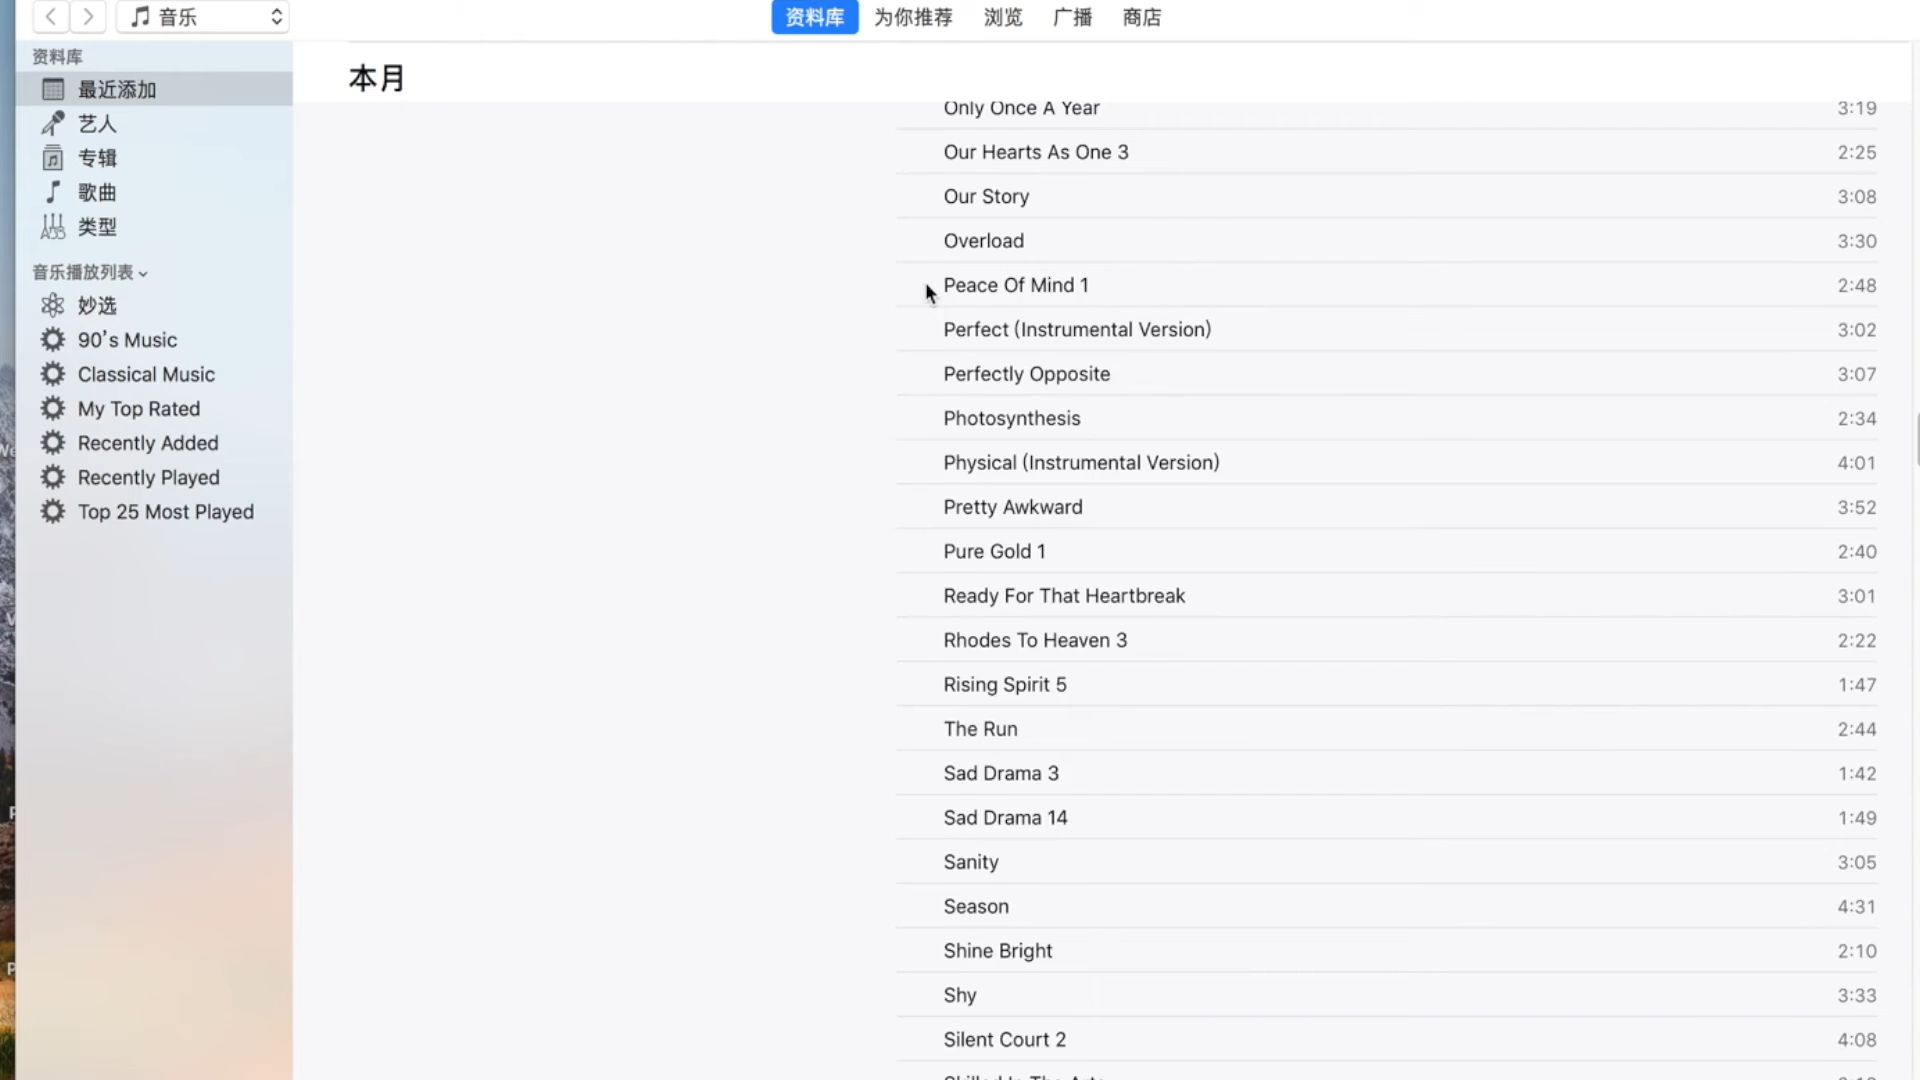 音乐
资料库 为你推荐 浏览 广播 商店
资料库
最近添加
艺人
专辑
歌曲
类型
音乐播放列表
妙选
90's Music
Classical Music
My Top Rated
Recently Added
Recently Played
Top 25 Most Played
本月
Only Once A Year 3:19
Our Hearts As One 3 2:25
Our Story 3:08
Overload 3:30
Peace Of Mind 1 2:48
Perfect (Instrumental Version) 3:02
Perfectly Opposite 3:07
Photosynthesis 2:34
Physical (Instrumental Version) 4:01
Pretty Awkward 3:52
Pure Gold 1 2:40
Ready For That Heartbreak 3:01
Rhodes To Heaven 3 2:22
Rising Spirit 5 1:47
The Run 2:44
Sad Drama 3 1:42
Sad Drama 14 1:49
Sanity 3:05
Season 4:31
Shine Bright 2:10
Shy 3:33
Silent Court 2 4:08
Skilled In The Arts